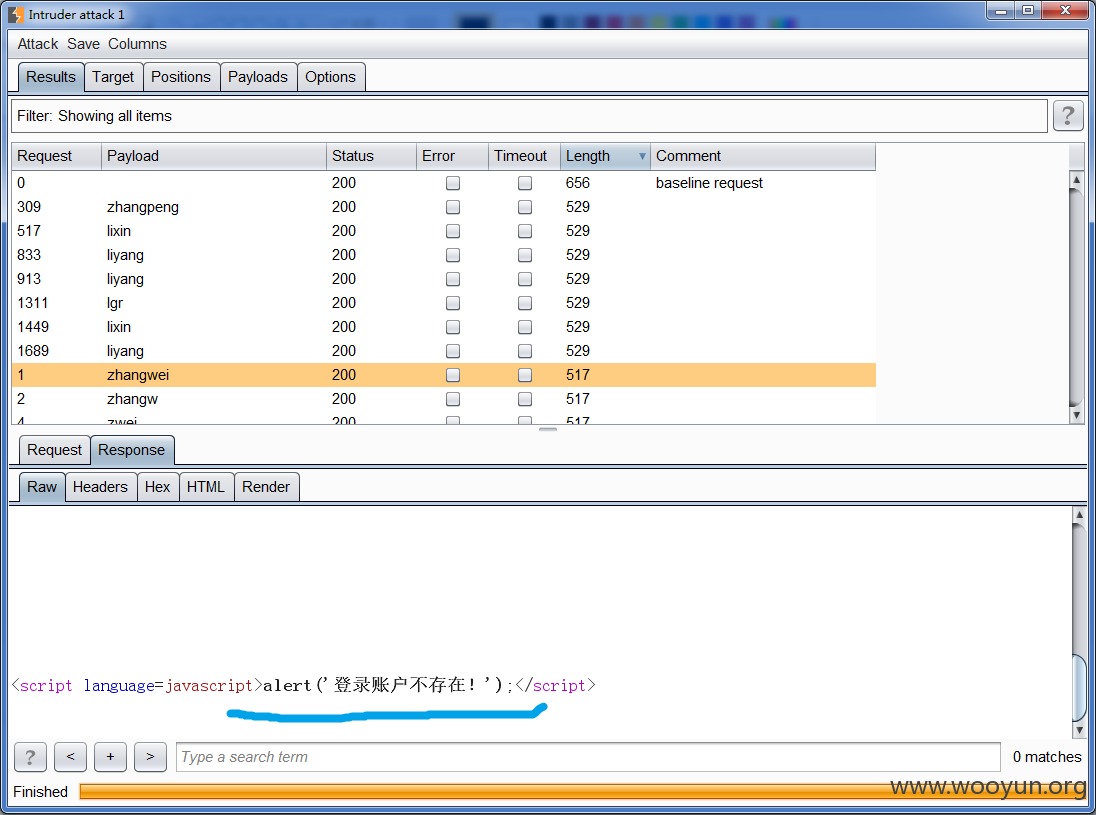 Intruder attack 1
Attack Save Columns
Results Target Positions Payloads Options
Filter: Showing all items ?
Request Payload Status Error Timeout Length Comment
0 200 656 baseline request
309 zhangpeng 200 529
517 lixin 200 529
833 liyang 200 529
913 liyang 200 529
1311 lgr 200 529
1449 lixin 200 529
1689 liyang 200 529
1 zhangwei 200 517
2 zhangw 200 517
4 zwei 200 517
Request Response
Raw Headers Hex HTML Render
<script language=javascript>alert('登录账户不存在!');</script>
? < + > Type a search term 0 matches
Finished
www.wooyun.org